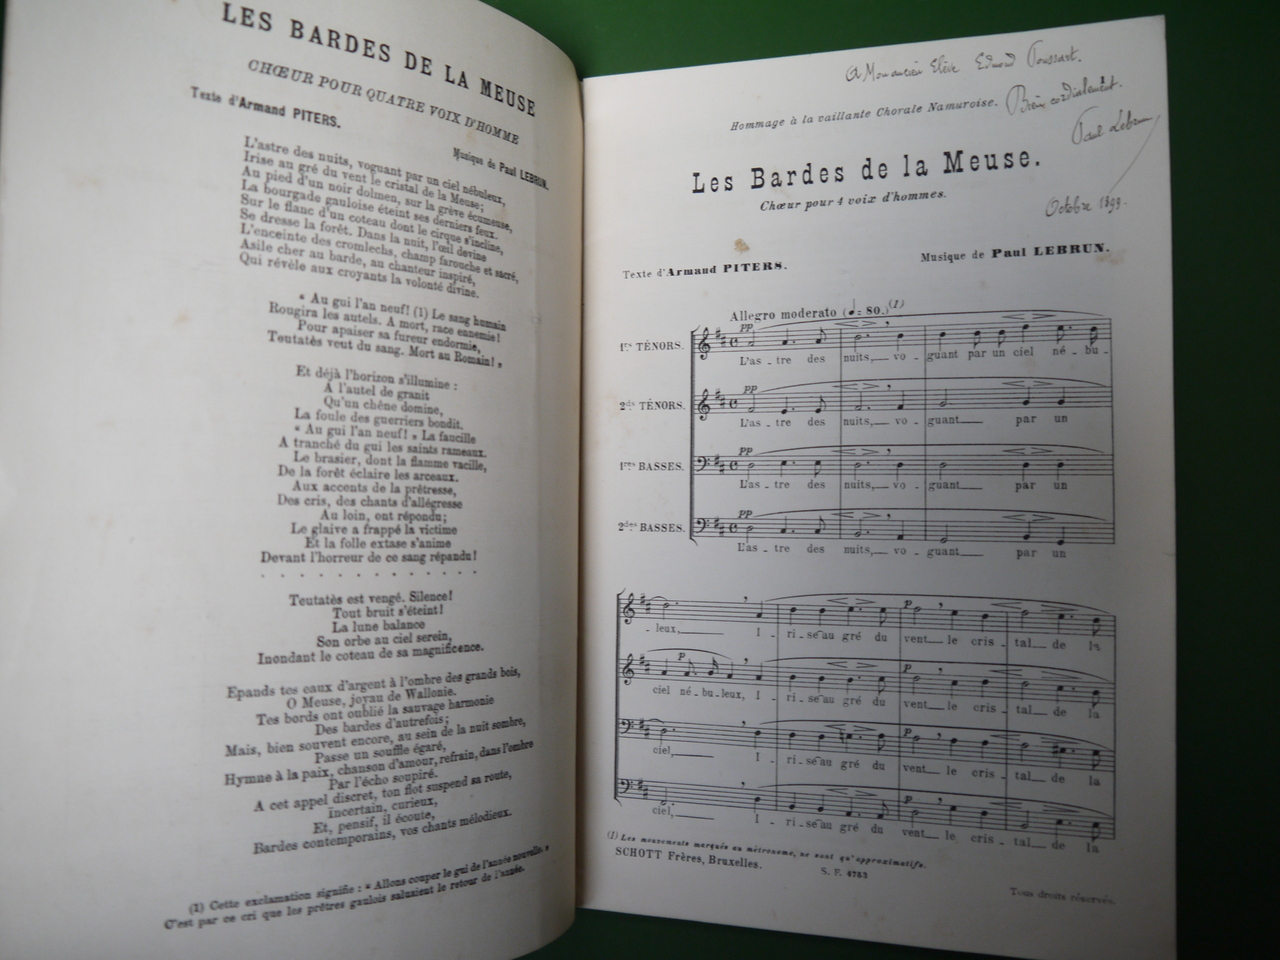 LES BARDES DE LA MEUSE
CHŒUR POUR QUATRE VOIX D'HOMME
Texte d'Armand PITERS.
Musique de Paul LEBRUN.
L'astre des nuits, voguant par un ciel nébuleux,
Irise au gré du vent le cristal de la Meuse;
Au pied d'un noir dolmen, sur la grève écumeuse,
La bourgade gauloise éteint ses derniers feux.
Sur le flanc d'un coteau dont le cirque s'incline,
Se dresse la forêt. Dans la nuit, l'œil devine
L'enceinte des cromlechs, champ farouche et sacré,
Asile cher au barde, au chanteur inspiré,
Qui révèle aux croyants la volonté divine.
« Au gui l'an neuf! (1) Le sang humain
Rougira les autels. A mort, race ennemie!
Pour apaiser sa fureur endormie,
Teutatès veut du sang. Mort au Romain! »
Et déjà l'horizon s'illumine :
A l'autel de granit
Qu'un chêne domine,
La foule des guerriers bondit.
« Au gui l'an neuf! » La faucille
A tranché du gui les saints rameaux.
Le brasier, dont la flamme vacille,
De la forêt éclaire les arceaux.
Aux accents de la prêtresse,
Des cris, des chants d'allégresse
Au loin, ont répondu;
Le glaive a frappé la victime
Et la folle extase s'anime
Devant l'horreur de ce sang répandu!
. . . . . . . . . . . . .
Teutatès est vengé. Silence!
Tout bruit s'éteint!
La lune balance
Son orbe au ciel serein,
Inondant le coteau de sa magnificence.
Epands tes eaux d'argent à l'ombre des grands bois,
O Meuse, joyau de Wallonie.
Tes bords ont oublié la sauvage harmonie
Des bardes d'autrefois;
Mais, bien souvent encore, au sein de la nuit sombre,
Passe un souffle égaré,
Hymne à la paix, chanson d'amour, refrain, dans l'ombre
Par l'écho soupiré.
A cet appel discret, ton flot suspend sa route,
Incertain, curieux,
Et, pensif, il écoute,
Bardes contemporains, vos chants mélodieux.
(1) Cette exclamation signifie : « Allons couper le gui de l'année nouvelle. »
C'est par ce cri que les prêtres gaulois saluaient le retour de l'année.
A Mon ancien Elève Edmond Toussart.
Bien cordialement.
Paul Lebrun
Octobre 1899.
Hommage à la vaillante Chorale Namuroise.
Les Bardes de la Meuse.
Chœur pour 4 voix d'hommes.
Texte d'Armand PITERS.
Musique de Paul LEBRUN.
Allegro moderato (♩= 80.) (1)
pp
1rs TÉNORS.
L'as - tre des nuits,— vo - guant par un ciel né - bu -
pp
2ds TÉNORS.
L'as - tre des nuits,— vo - guant— par un
pp
1res BASSES.
L'as - tre des nuits,— vo - guant— par un
pp
2des BASSES.
L'as - tre des nuits,— vo - guant— par un
p
- leux,— I - ri - se au gré du vent— le cris - tal — de la
p p
ciel né - bu - leux, I - ri - se au gré du vent— le cris - tal — de la
p
ciel,— I - ri - se au gré du vent— le cris - tal — de la
p
ciel,— I - ri - se au gré du vent— le cris - tal — de la
(1) Les mouvements marqués au métronome, ne sont qu'approximatifs.
SCHOTT Frères, Bruxelles.
S. F. 4753
Tous droits réservés.